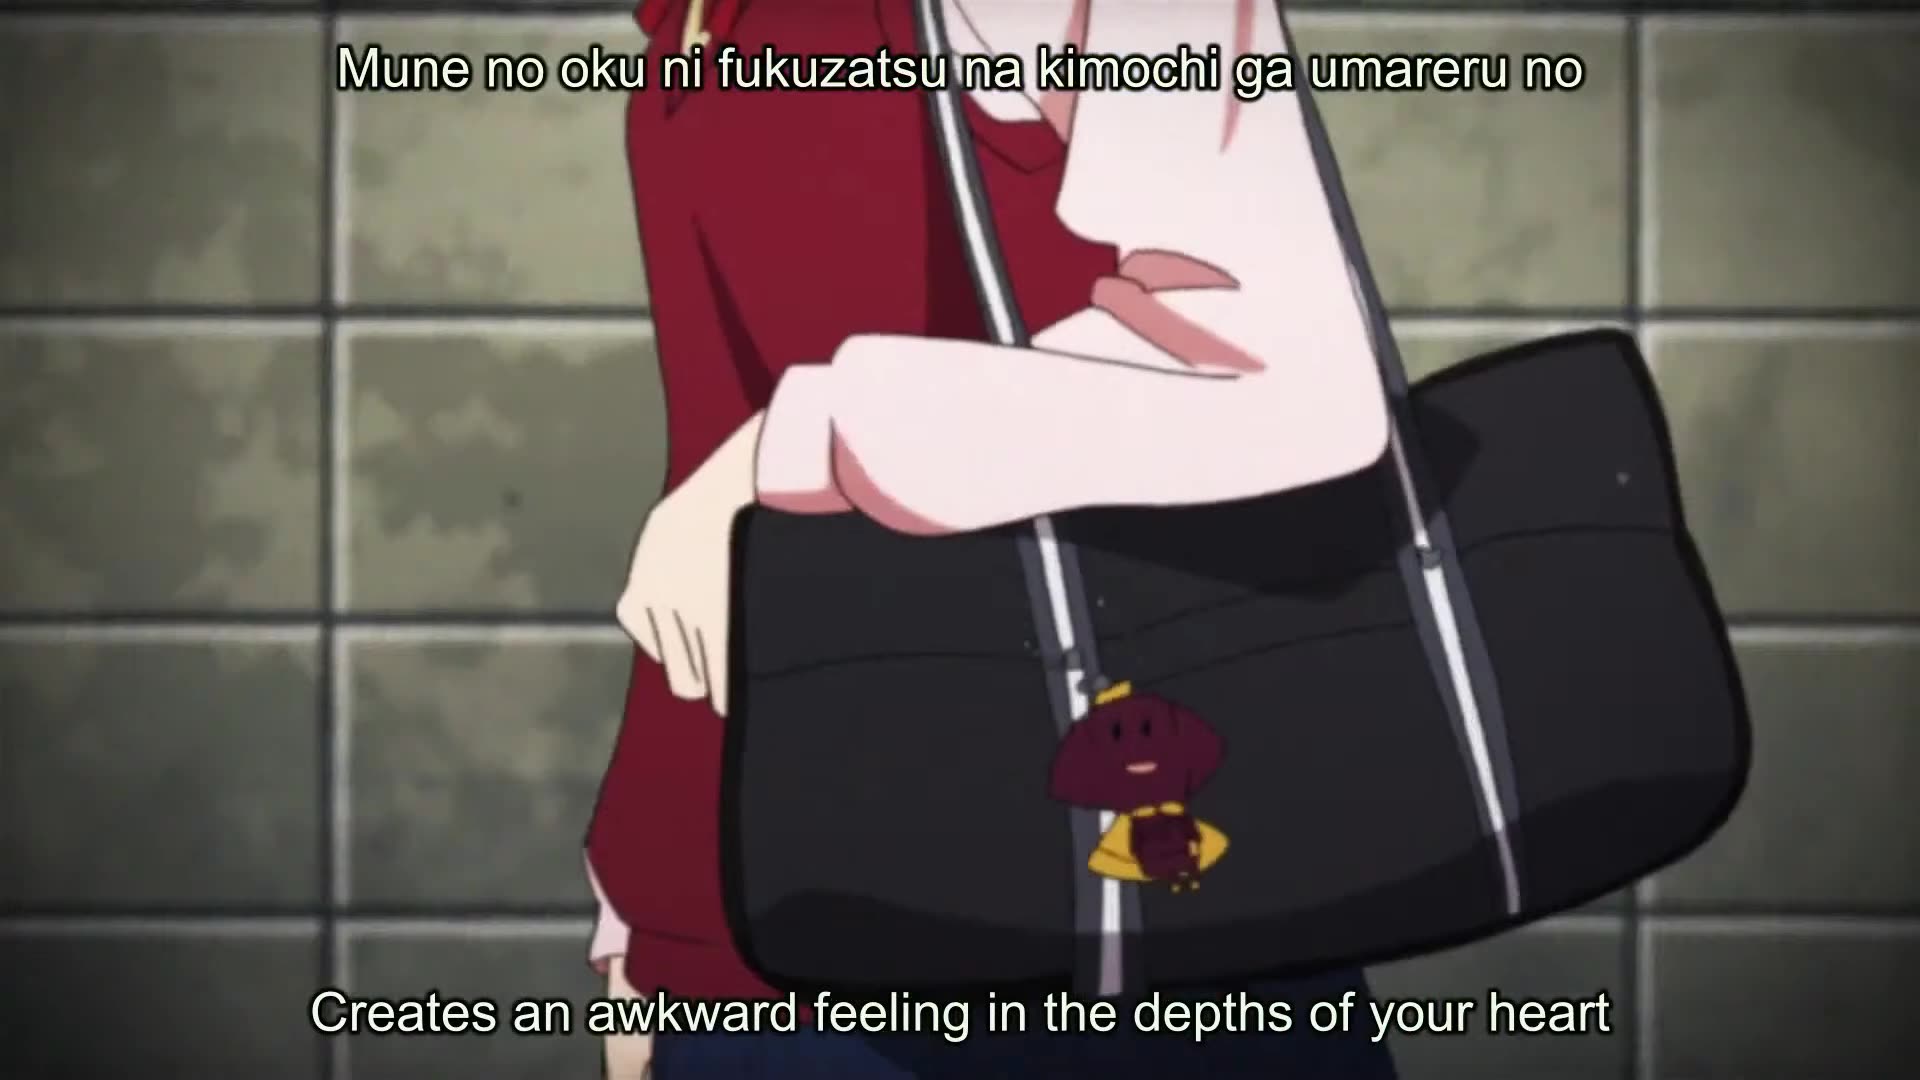 Mune no oku ni fukuzatsu na kimochi ga umareru no
Creates an awkward feeling in the depths of your heart